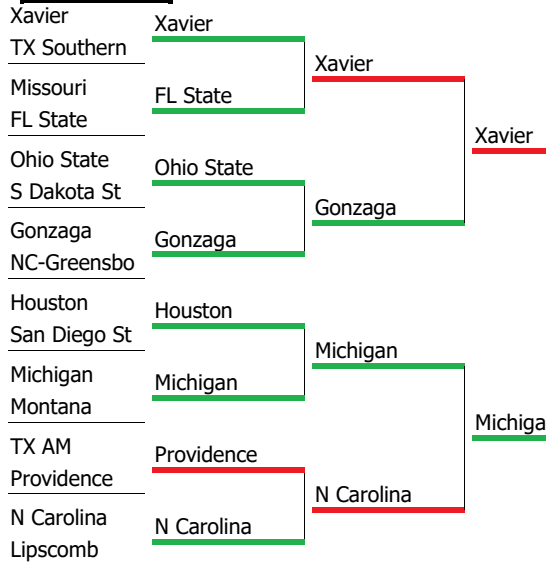 Xavier
TX Southern
Missouri
FL State
Ohio State
S Dakota St
Gonzaga
NC-Greensbo
Houston
San Diego St
Michigan
Montana
TX AM
Providence
N Carolina
Lipscomb
Xavier
FL State
Ohio State
Gonzaga
Houston
Michigan
Providence
N Carolina
Xavier
Gonzaga
Michigan
N Carolina
Xavier
Michiga